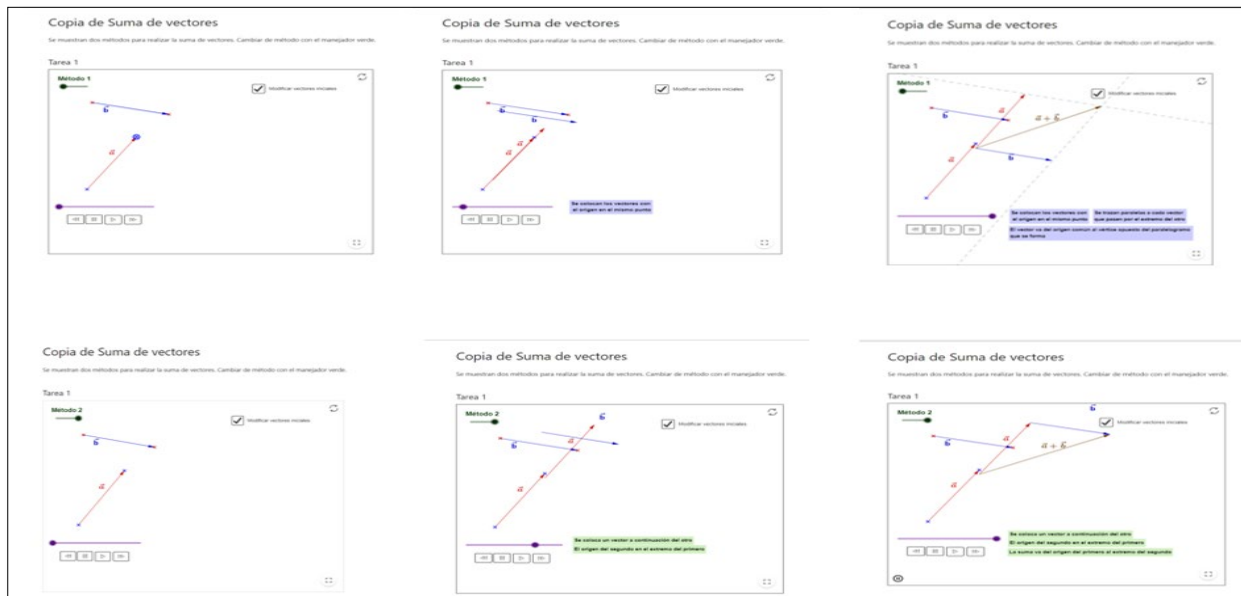 Copia de Suma de vectores
Se muestran dos métodos para realizar la suma de vectores. Cambiar de método con el manejador verde.
Tarea 1
Método 1
Modificar vectores iniciales
b
a
Copia de Suma de vectores
Se muestran dos métodos para realizar la suma de vectores. Cambiar de método con el manejador verde.
Tarea 1
Método 1
Modificar vectores iniciales
b
b
a
a
Se colocan los vectores con
el origen en el mismo punto
Copia de Suma de vectores
Se muestran dos métodos para realizar la suma de vectores. Cambiar de método con el manejador verde.
Tarea 1
Método 1
Modificar vectores iniciales
a
b
a + b
a
b
Se colocan los vectores con
el origen en el mismo punto
Se trazan paralelas a cada vector
que pasen por el extremo del otro
El vector va del origen común al vértice opuesto del paralelogramo
que se forma
Copia de Suma de vectores
Se muestran dos métodos para realizar la suma de vectores. Cambiar de método con el manejador verde.
Tarea 1
Método 2
Modificar vectores iniciales
b
a
Copia de Suma de vectores
Se muestran dos métodos para realizar la suma de vectores. Cambiar de método con el manejador verde.
Tarea 1
Método 2
b
Modificar vectores iniciales
a
b
a
Se coloca un vector a continuación del otro
El origen del segundo en el extremo del primero
Copia de Suma de vectores
Se muestran dos métodos para realizar la suma de vectores. Cambiar de método con el manejador verde.
Tarea 1
Método 2
b
Modificar vectores iniciales
a
b
a + b
a
Se coloca un vector a continuación del otro
El origen del segundo en el extremo del primero
La suma va del origen del primero al extremo del segundo